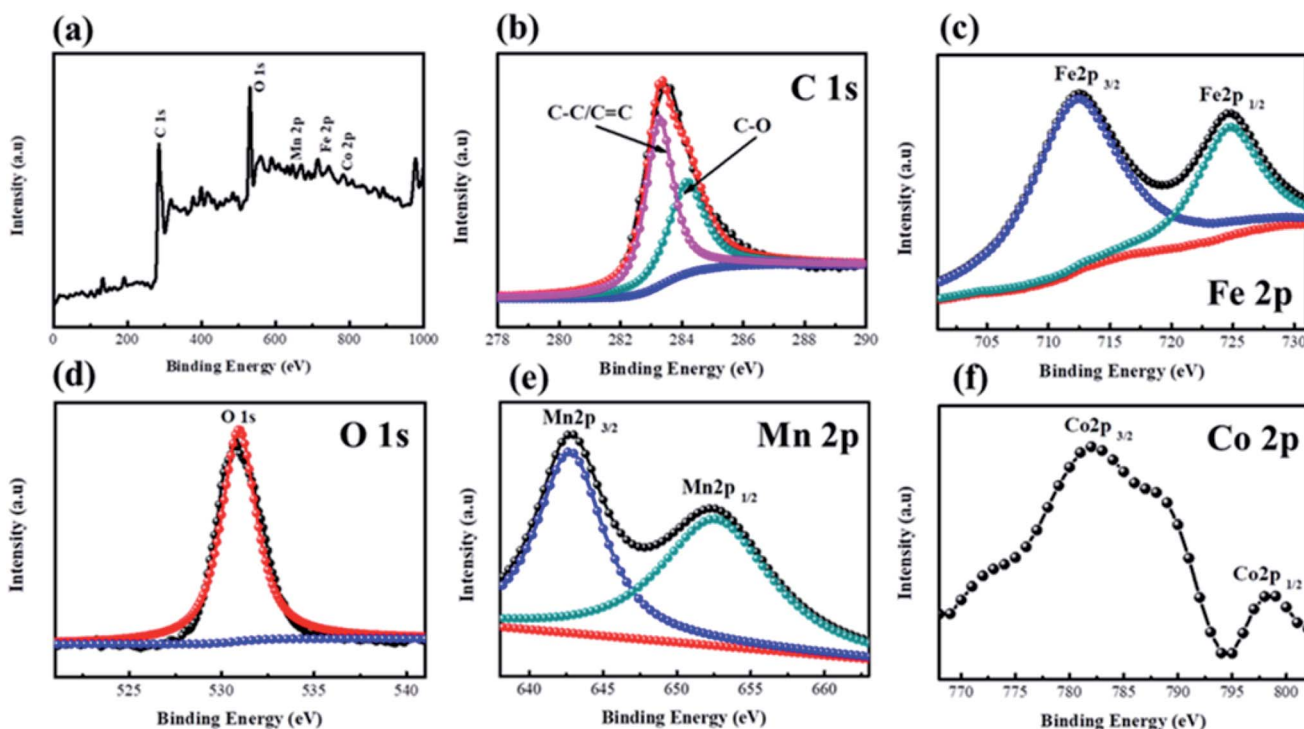 (a)
C 1s
O 1s
Mn 2p
Fe 2p
Co 2p
Intensity (a.u)
0 200 400 600 800 1000
Binding Energy (eV)
(b)
C 1s
C-C/C=C
C-O
Intensity (a.u)
278 280 282 284 286 288 290
Binding Energy (eV)
(c)
Fe2p 3/2
Fe2p 1/2
Fe 2p
Intensity (a.u)
705 710 715 720 725 730
Binding Energy (eV)
(d)
O 1s
O 1s
Intensity (a.u)
525 530 535 540
Binding Energy (eV)
(e)
Mn2p 3/2
Mn 2p
Mn2p 1/2
Intensity (a.u)
640 645 650 655 660
Binding Energy (eV)
(f)
Co2p 3/2
Co 2p
Co2p 1/2
Intensity (a.u)
770 775 780 785 790 795 800
Binding Energy (eV)